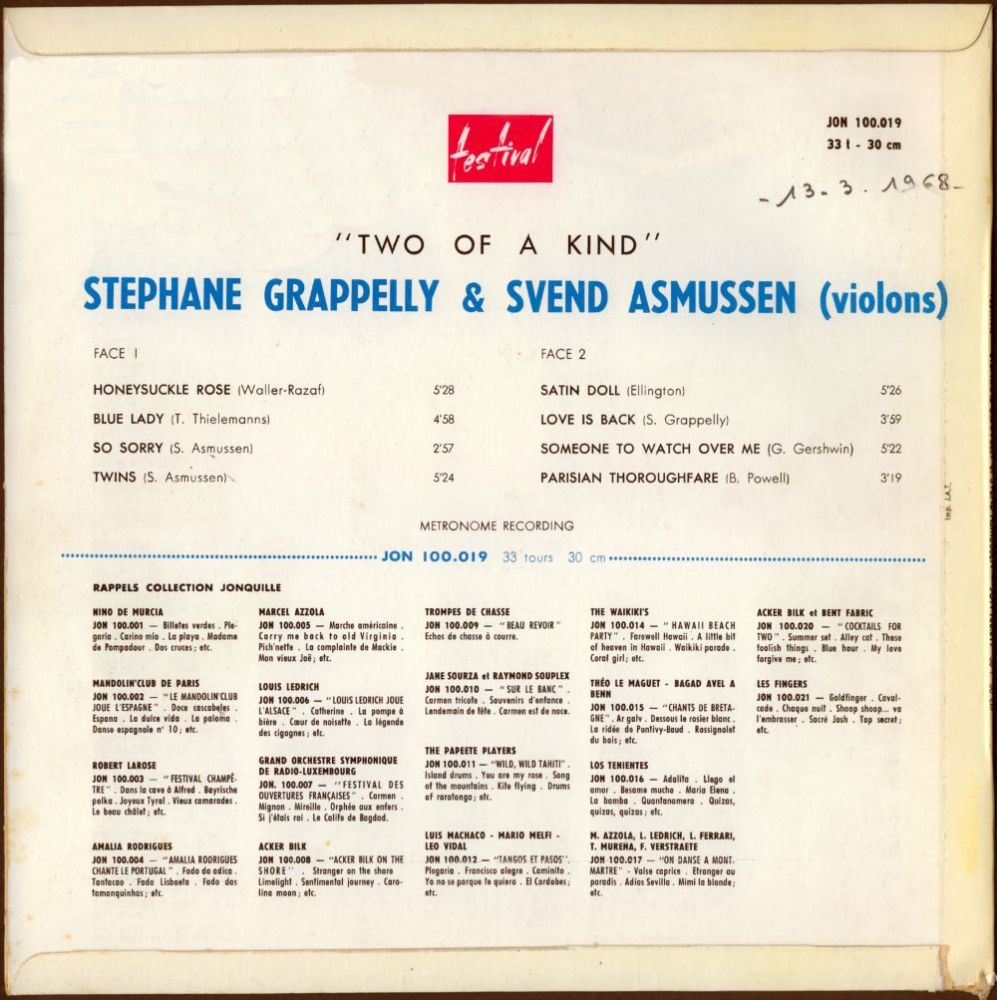 festival
JON 100.019
33 t - 30 cm
- 13. 3. 1968-
"TWO OF A KIND"
STEPHANE GRAPPELLY & SVEND ASMUSSEN (violons)
FACE 1
HONEYSUCKLE ROSE (Waller-Razaf) 5'28
BLUE LADY (T. Thielemanns) 4'58
SO SORRY (S. Asmussen) 2'57
TWINS (S. Asmussen) 5'24
FACE 2
SATIN DOLL (Ellington) 5'26
LOVE IS BACK (S. Grappelly) 3'59
SOMEONE TO WATCH OVER ME (G. Gershwin) 5'22
PARISIAN THOROUGHFARE (B. Powell) 3'19
Imp. J.A.T.
METRONOME RECORDING
JON 100.019 33 tours 30 cm
RAPPELS COLLECTION JONQUILLE
NINO DE MURCIA
JON 100.001 — Billetes verdes . Ple-
garia . Carino mio . La playa . Madame
de Pompadour . Dos cruces ; etc.
MANDOLIN'CLUB DE PARIS
JON 100.002 — "LE MANDOLIN'CLUB
JOUE L'ESPAGNE" . Doce cascabeles .
Espana . La dulce vida . La paloma .
Danse espagnole n° 10 ; etc.
ROBERT LAROSE
JON 100.003 — "FESTIVAL CHAMPÊ-
TRE" . Dans la cave à Alfred . Bayrische
polka . Joyeux Tyrol . Vieux camarades .
Le beau châlet ; etc.
AMALIA RODRIGUES
JON 100.004 — "AMALIA RODRIGUES
CHANTE LE PORTUGAL" . Fado da adica .
Tantacao . Fado Lisboeta . Fado das
tamanquinhas ; etc.
MARCEL AZZOLA
JON 100.005 — Marche américaine .
Carry me back to old Virginia .
Pich'nette . La complainte de Mackie .
Mon vieux Joë ; etc.
LOUIS LEDRICH
JON 100.006 — "LOUIS LEDRICH JOUE
L'ALSACE" . Catherine . La pompe à
bière . Cœur de noisette . La légende
des cigognes ; etc.
GRAND ORCHESTRE SYMPHONIQUE
DE RADIO-LUXEMBOURG
JON. 100.007 — "FESTIVAL DES
OUVERTURES FRANÇAISES" . Carmen .
Mignon . Mireille . Orphée aux enfers .
Si j'étais roi . Le Calife de Bagdad.
ACKER BILK
JON 100.008 — "ACKER BILK ON THE
SHORE" . Stranger on the shore
Limelight . Sentimental journey . Caro-
lina moon ; etc.
TROMPES DE CHASSE
JON 100.009 — "BEAU REVOIR"
Echos de chasse à courre.
JANE SOURZA et RAYMOND SOUPLEX
JON 100.010 — "SUR LE BANC" .
Carmen tricote . Souvenirs d'enfance .
Lendemain de fête . Carmen est de noce.
THE PAPEETE PLAYERS
JON 100.011 — "WILD, WILD TAHITI" .
Island drums . You are my rose . Song
of the mountains . Kite flying . Drums
of rarotonga ; etc.
LUIS MACHACO - MARIO MELFI -
LEO VIDAL
JON 100.012 — "TANGOS ET PASOS".
Plegaria . Francisco alegre . Caminito .
Yo no se porque te quiero . El Cordobes ;
etc.
THE WAIKIKI'S
JON 100.014 — "HAWAII BEACH
PARTY" . Farewell Hawaii . A little bit
of heaven in Hawaii . Waikiki parade .
Coral girl ; etc.
THÉO LE MAGUET - BAGAD AVEL A
BENN
JON 100.015 — "CHANTS DE BRETA-
GNE" . Ar galv . Dessous le rosier blanc .
La ridée de Pontivy-Baud . Rossignolet
du bois ; etc.
LOS TENIENTES
JON 100.016 — Adalita . Llego el
amor . Besame mucho . Maria Elena .
La bamba . Quantanamera . Quizas,
quizas, quizas ; etc.
M. AZZOLA, L. LEDRICH, L. FERRARI,
T. MURENA, F. VERSTRAETE
JON 100.017 — "ON DANSE A MONT-
MARTRE" - Valse caprice . Etranger au
paradis . Adios Sevilla . Mimi la blonde ;
etc.
ACKER BILK et BENT FABRIC
JON 100.020 — "COCKTAILS FOR
TWO" . Summer set . Alley cat . These
foolish things . Blue hour . My love
forgive me ; etc.
LES FINGERS
JON 100.021 — Goldfinger . Caval-
cade . Chaque nuit . Shoop shoop... va
l'embrasser . Sacré Josh . Top secret ;
etc.